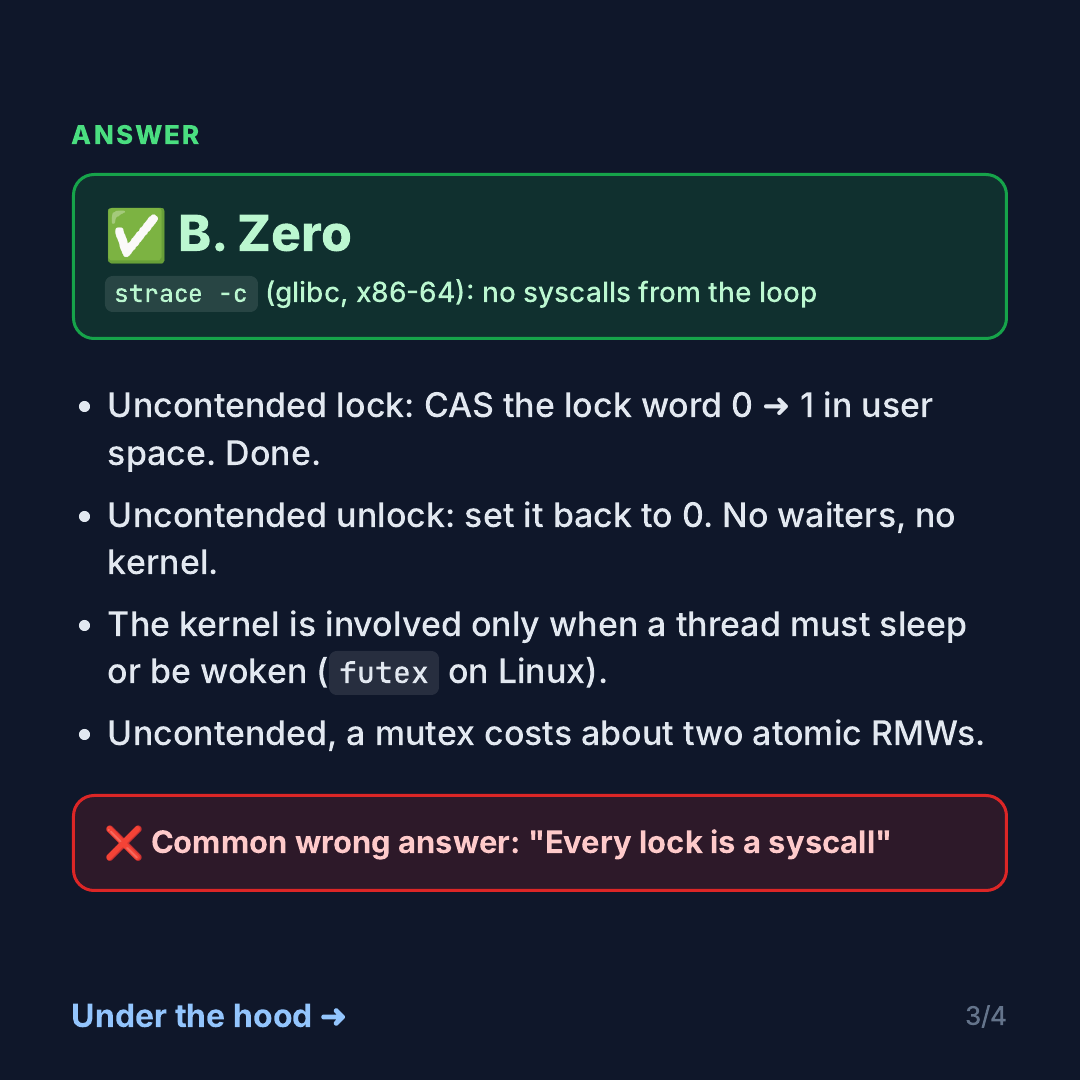 ANSWER
✅ B. Zero
strace -c (glibc, x86-64): no syscalls from the loop
• Uncontended lock: CAS the lock word 0 → 1 in user
space. Done.
• Uncontended unlock: set it back to 0. No waiters, no
kernel.
• The kernel is involved only when a thread must sleep
or be woken (futex on Linux).
• Uncontended, a mutex costs about two atomic RMWs.
❌ Common wrong answer: "Every lock is a syscall"
Under the hood →
3/4